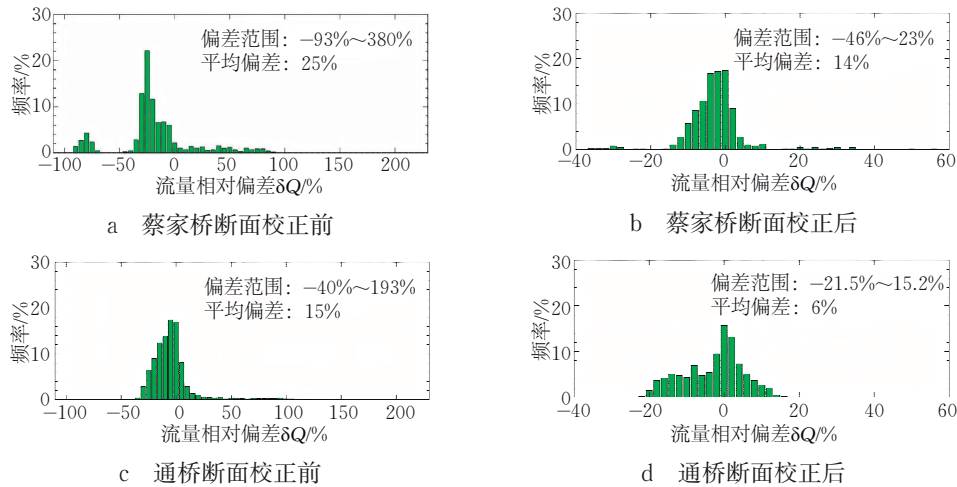 30
20
10
0
频率/%
偏差范围: −93%～380%
平均偏差: 25%
−100 −50 0 50 100 150 200
流量相对偏差δQ/%
a 蔡家桥断面校正前
30
20
10
0
频率/%
偏差范围: −46%～23%
平均偏差: 14%
−40 −20 0 20 40 60
流量相对偏差δQ/%
b 蔡家桥断面校正后
30
20
10
0
频率/%
偏差范围: −40%～193%
平均偏差: 15%
−100 −50 0 50 100 150 200
流量相对偏差δQ/%
c 通桥断面校正前
30
20
10
0
频率/%
偏差范围: −21.5%～15.2%
平均偏差: 6%
−40 −20 0 20 40 60
流量相对偏差δQ/%
d 通桥断面校正后